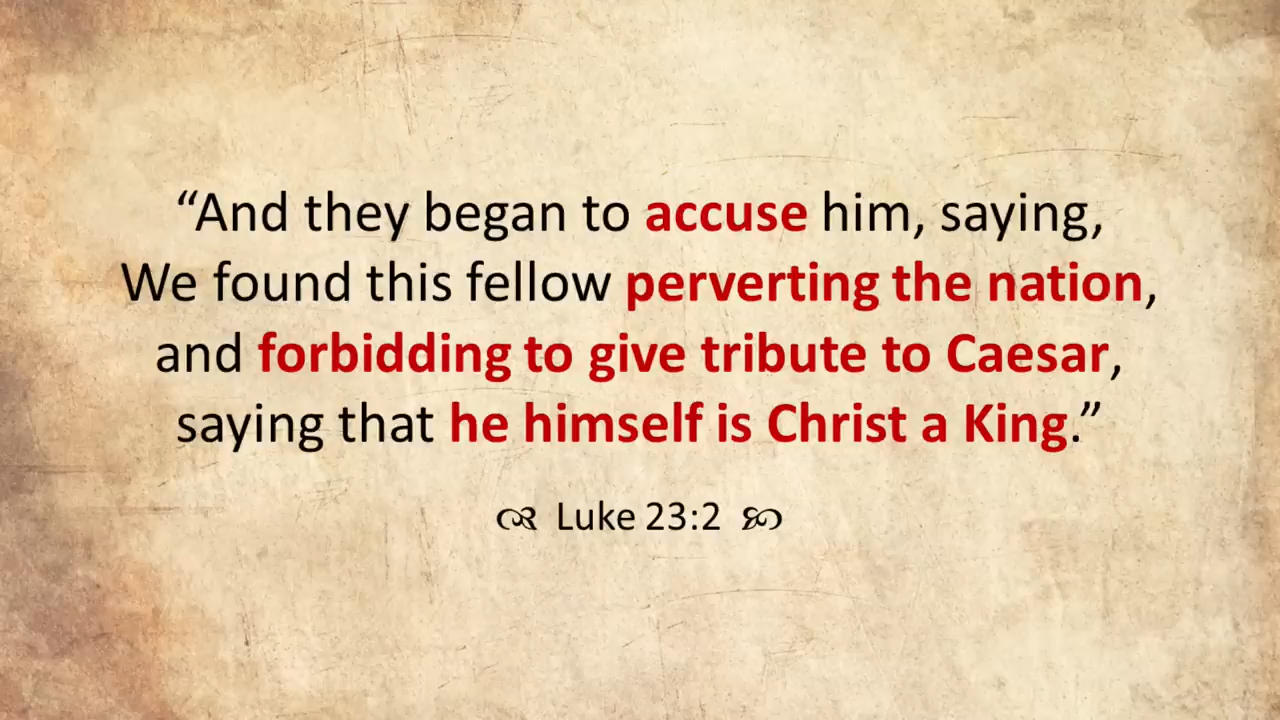 “And they began to accuse him, saying,
We found this fellow perverting the nation,
and forbidding to give tribute to Caesar,
saying that he himself is Christ a King.”
Luke 23:2